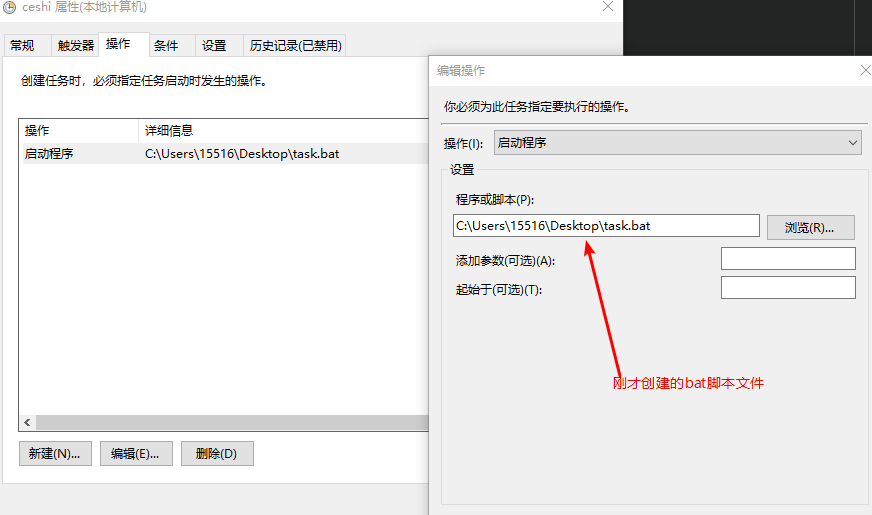 ceshi 属性(本地计算机)
常规 触发器 操作 条件 设置 历史记录(已禁用)
创建任务时，必须指定任务启动时发生的操作。
操作 详细信息
启动程序 C:\Users\15516\Desktop\task.bat
新建(N)... 编辑(E)... 删除(D)
编辑操作
你必须为此任务指定要执行的操作。
操作(I): 启动程序
设置
程序或脚本(P):
C:\Users\15516\Desktop\task.bat 浏览(R)...
添加参数(可选)(A):
起始于(可选)(T):
刚才创建的bat脚本文件